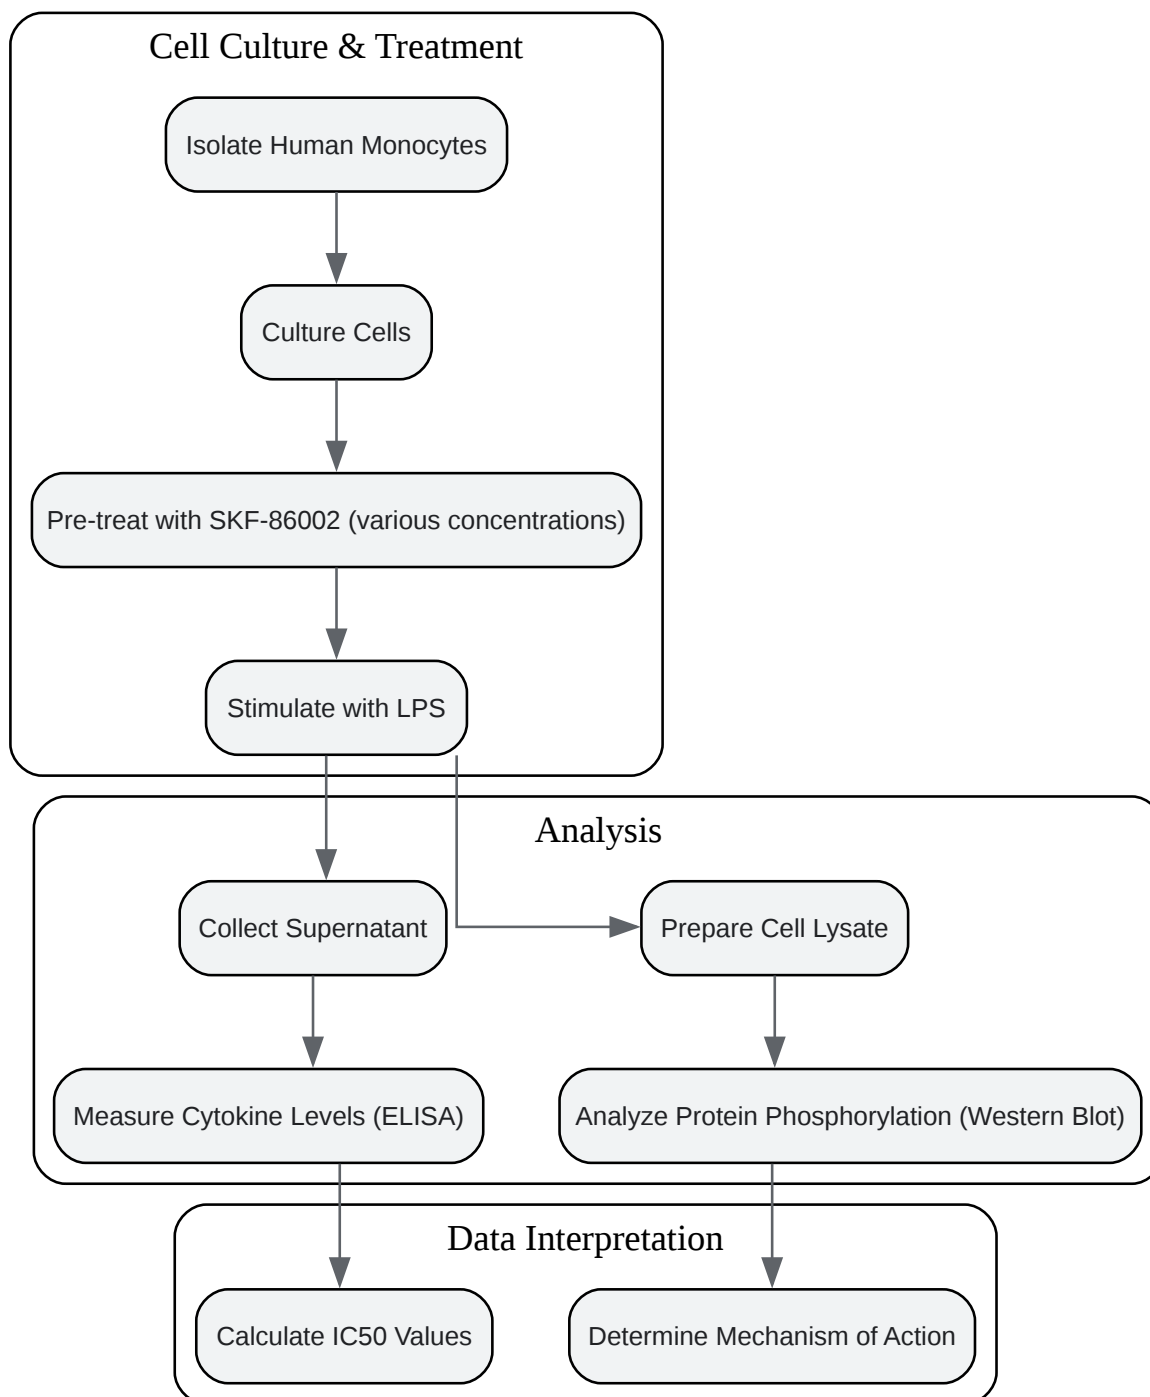 Cell Culture & Treatment
Isolate Human Monocytes
Culture Cells
Pre-treat with SKF-86002 (various concentrations)
Stimulate with LPS
Analysis
Collect Supernatant
Prepare Cell Lysate
Measure Cytokine Levels (ELISA)
Analyze Protein Phosphorylation (Western Blot)
Data Interpretation
Calculate IC50 Values
Determine Mechanism of Action